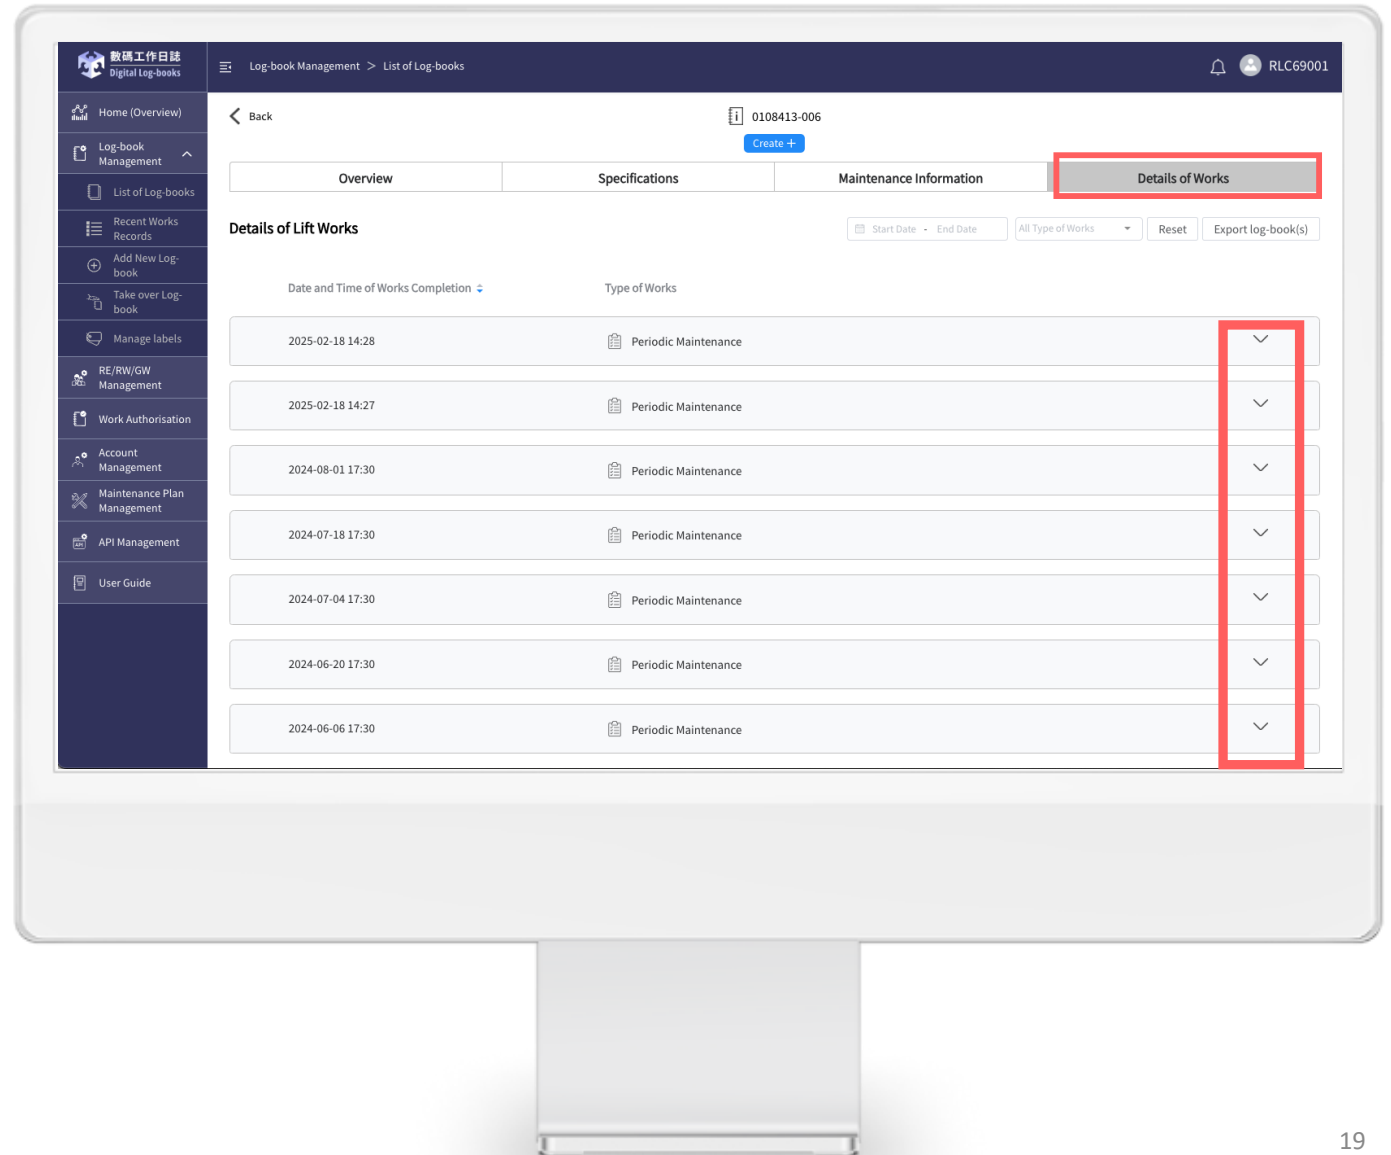 數碼工作日誌
Digital Log-books
Log-book Management > List of Log-books
RLC69001
Home (Overview)
Log-book
Management
List of Log-books
Recent Works
Records
Add New Log-
book
Take over Log-
book
Manage labels
RE/RW/GW
Management
Work Authorisation
Account
Management
Maintenance Plan
Management
API Management
User Guide
Back
0108413-006
Create +
Overview
Specifications
Maintenance Information
Details of Works
Details of Lift Works
Start Date - End Date
All Type of Works
Reset
Export log-book(s)
Date and Time of Works Completion
Type of Works
2025-02-18 14:28 Periodic Maintenance
2025-02-18 14:27 Periodic Maintenance
2024-08-01 17:30 Periodic Maintenance
2024-07-18 17:30 Periodic Maintenance
2024-07-04 17:30 Periodic Maintenance
2024-06-20 17:30 Periodic Maintenance
2024-06-06 17:30 Periodic Maintenance
19